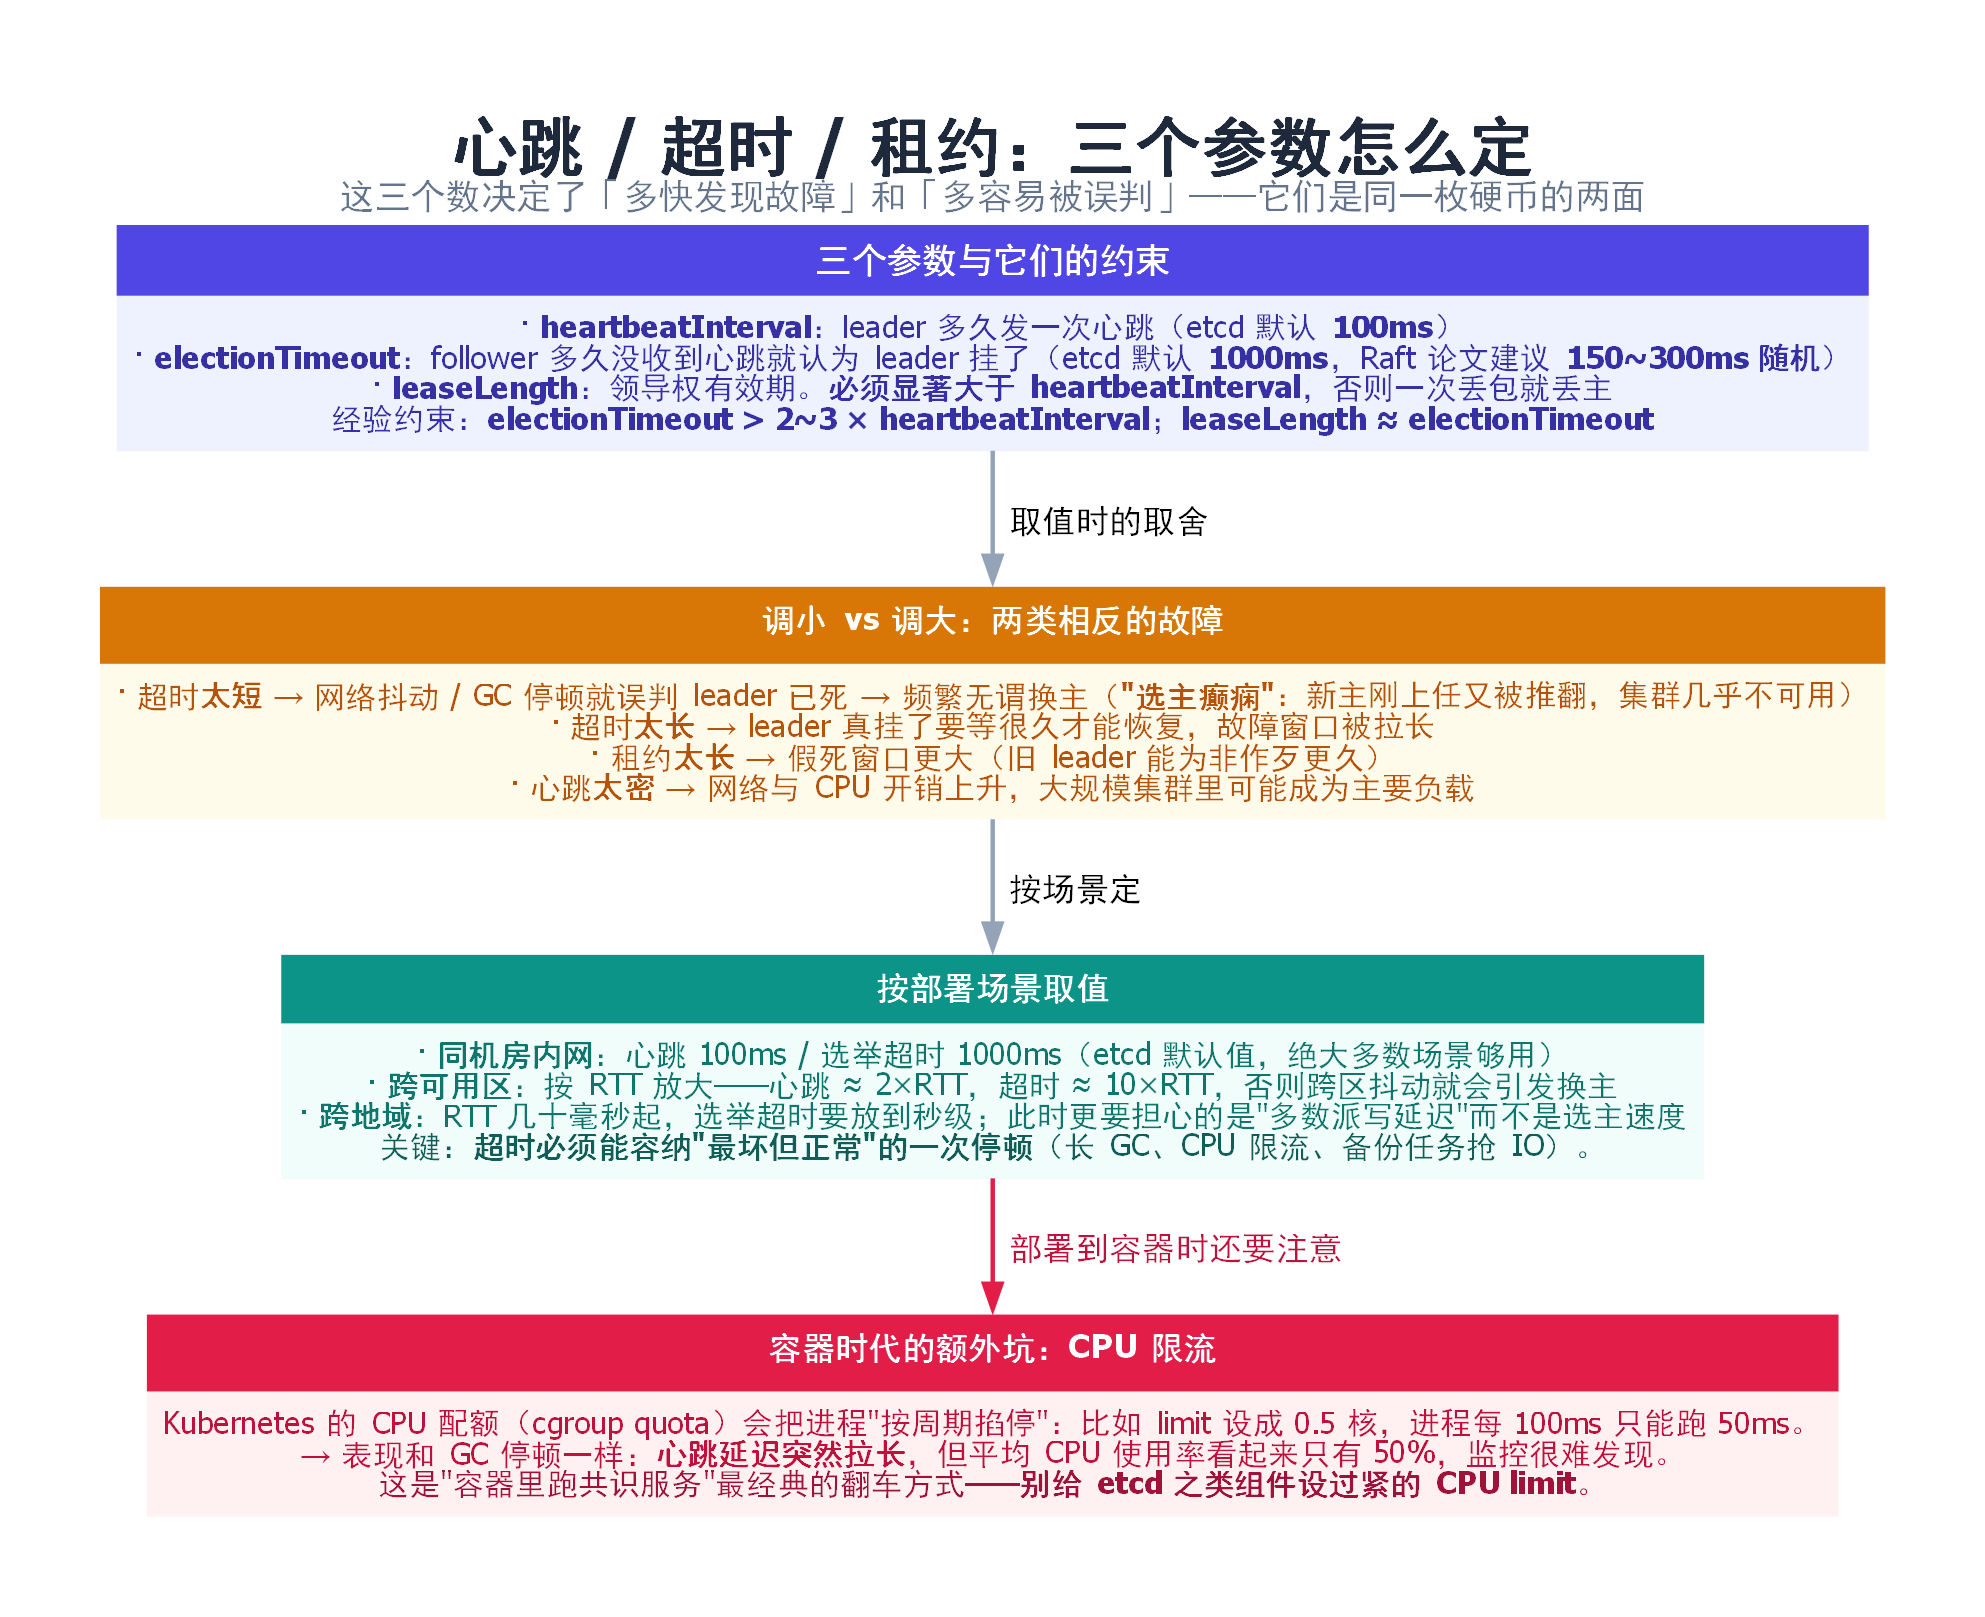 心跳 / 超时 / 租约：三个参数怎么定
这三个数决定了「多快发现故障」和「多容易被误判」——它们是同一枚硬币的两面
三个参数与它们的约束
· heartbeatInterval：leader 多久发一次心跳（etcd 默认 100ms）
· electionTimeout：follower 多久没收到心跳就认为 leader 挂了（etcd 默认 1000ms，Raft 论文建议 150~300ms 随机）
· leaseLength：领导权有效期。必须显著大于 heartbeatInterval，否则一次丢包就丢主
经验约束：electionTimeout > 2~3 × heartbeatInterval；leaseLength ≈ electionTimeout
取值时的取舍
调小 vs 调大：两类相反的故障
· 超时太短 → 网络抖动 / GC 停顿就误判 leader 已死 → 频繁无谓换主（"选主癫痫"：新主刚上任又被推翻，集群几乎不可用）
· 超时太长 → leader 真挂了要等很久才能恢复，故障窗口被拉长
· 租约太长 → 假死窗口更大（旧 leader 能为非作歹更久）
· 心跳太密 → 网络与 CPU 开销上升，大规模集群里可能成为主要负载
按场景定
按部署场景取值
· 同机房内网：心跳 100ms / 选举超时 1000ms（etcd 默认值，绝大多数场景够用）
· 跨可用区：按 RTT 放大——心跳 ≈ 2×RTT，超时 ≈ 10×RTT，否则跨区抖动就会引发换主
· 跨地域：RTT 几十毫秒起，选举超时要放到秒级；此时更要担心的是"多数派写延迟"而不是选主速度
关键：超时必须能容纳"最坏但正常"的一次停顿（长 GC、CPU 限流、备份任务抢 IO）。
部署到容器时还要注意
容器时代的额外坑：CPU 限流
Kubernetes 的 CPU 配额（cgroup quota）会把进程"按周期掐停"：比如 limit 设成 0.5 核，进程每 100ms 只能跑 50ms。
→ 表现和 GC 停顿一样：心跳延迟突然拉长，但平均 CPU 使用率看起来只有 50%，监控很难发现。
这是"容器里跑共识服务"最经典的翻车方式——别给 etcd 之类组件设过紧的 CPU limit。